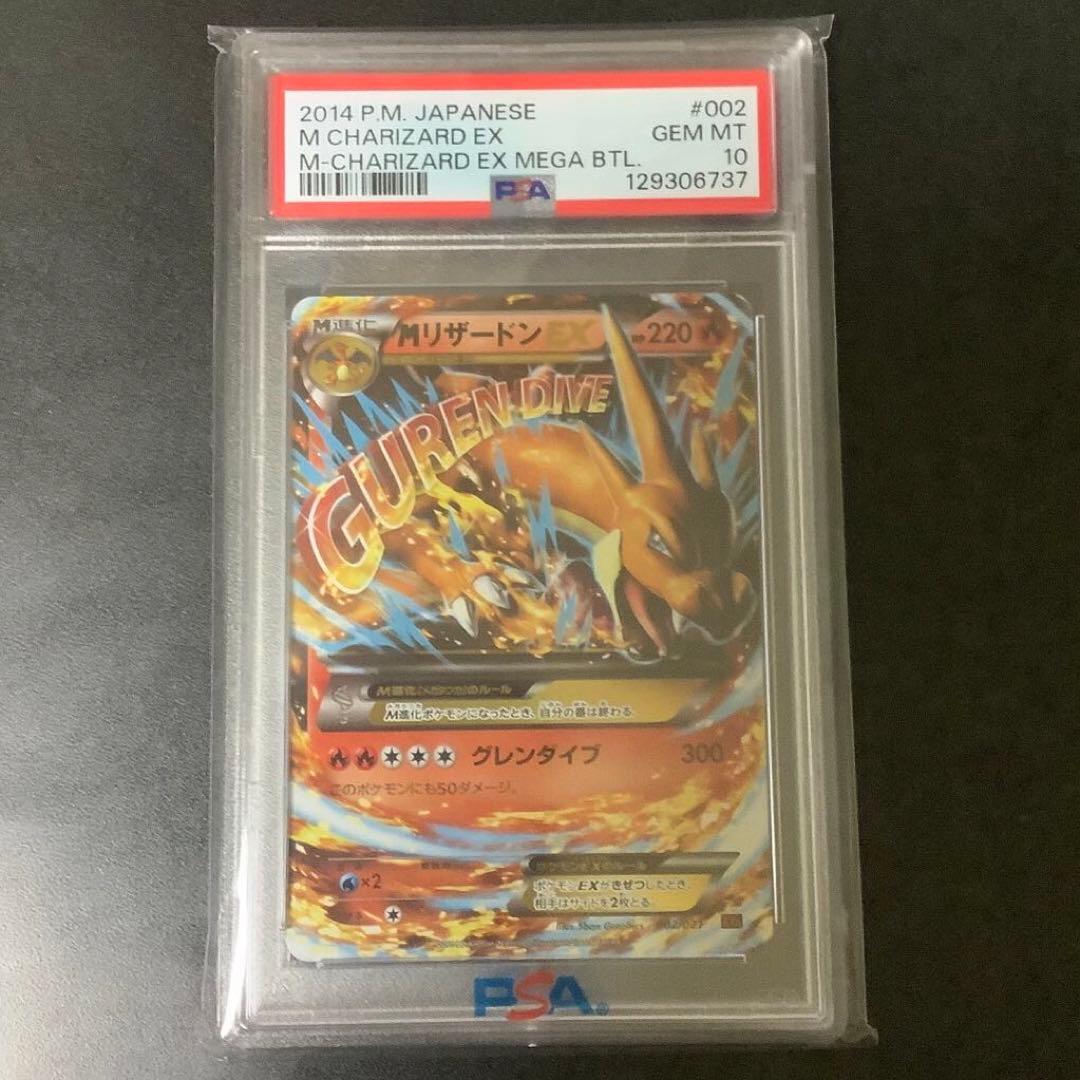 2014 P.M. JAPANESE #002
M CHARIZARD EX GEM MT
M-CHARIZARD EX MEGA BTL. 10
PSA 129306737
M進化
MリザードンEX HP220
GUREN DIVE
M進化のルール
M進化ポケモンになったとき、自分の番は終わる。
グレンダイブ 300
このポケモンにも50ダメージ。
×2
ポケモンEXのルール
ポケモンEXがきぜつしたとき、
相手はサイドを2枚とる。
Illus. 5ban Graphics
PSA